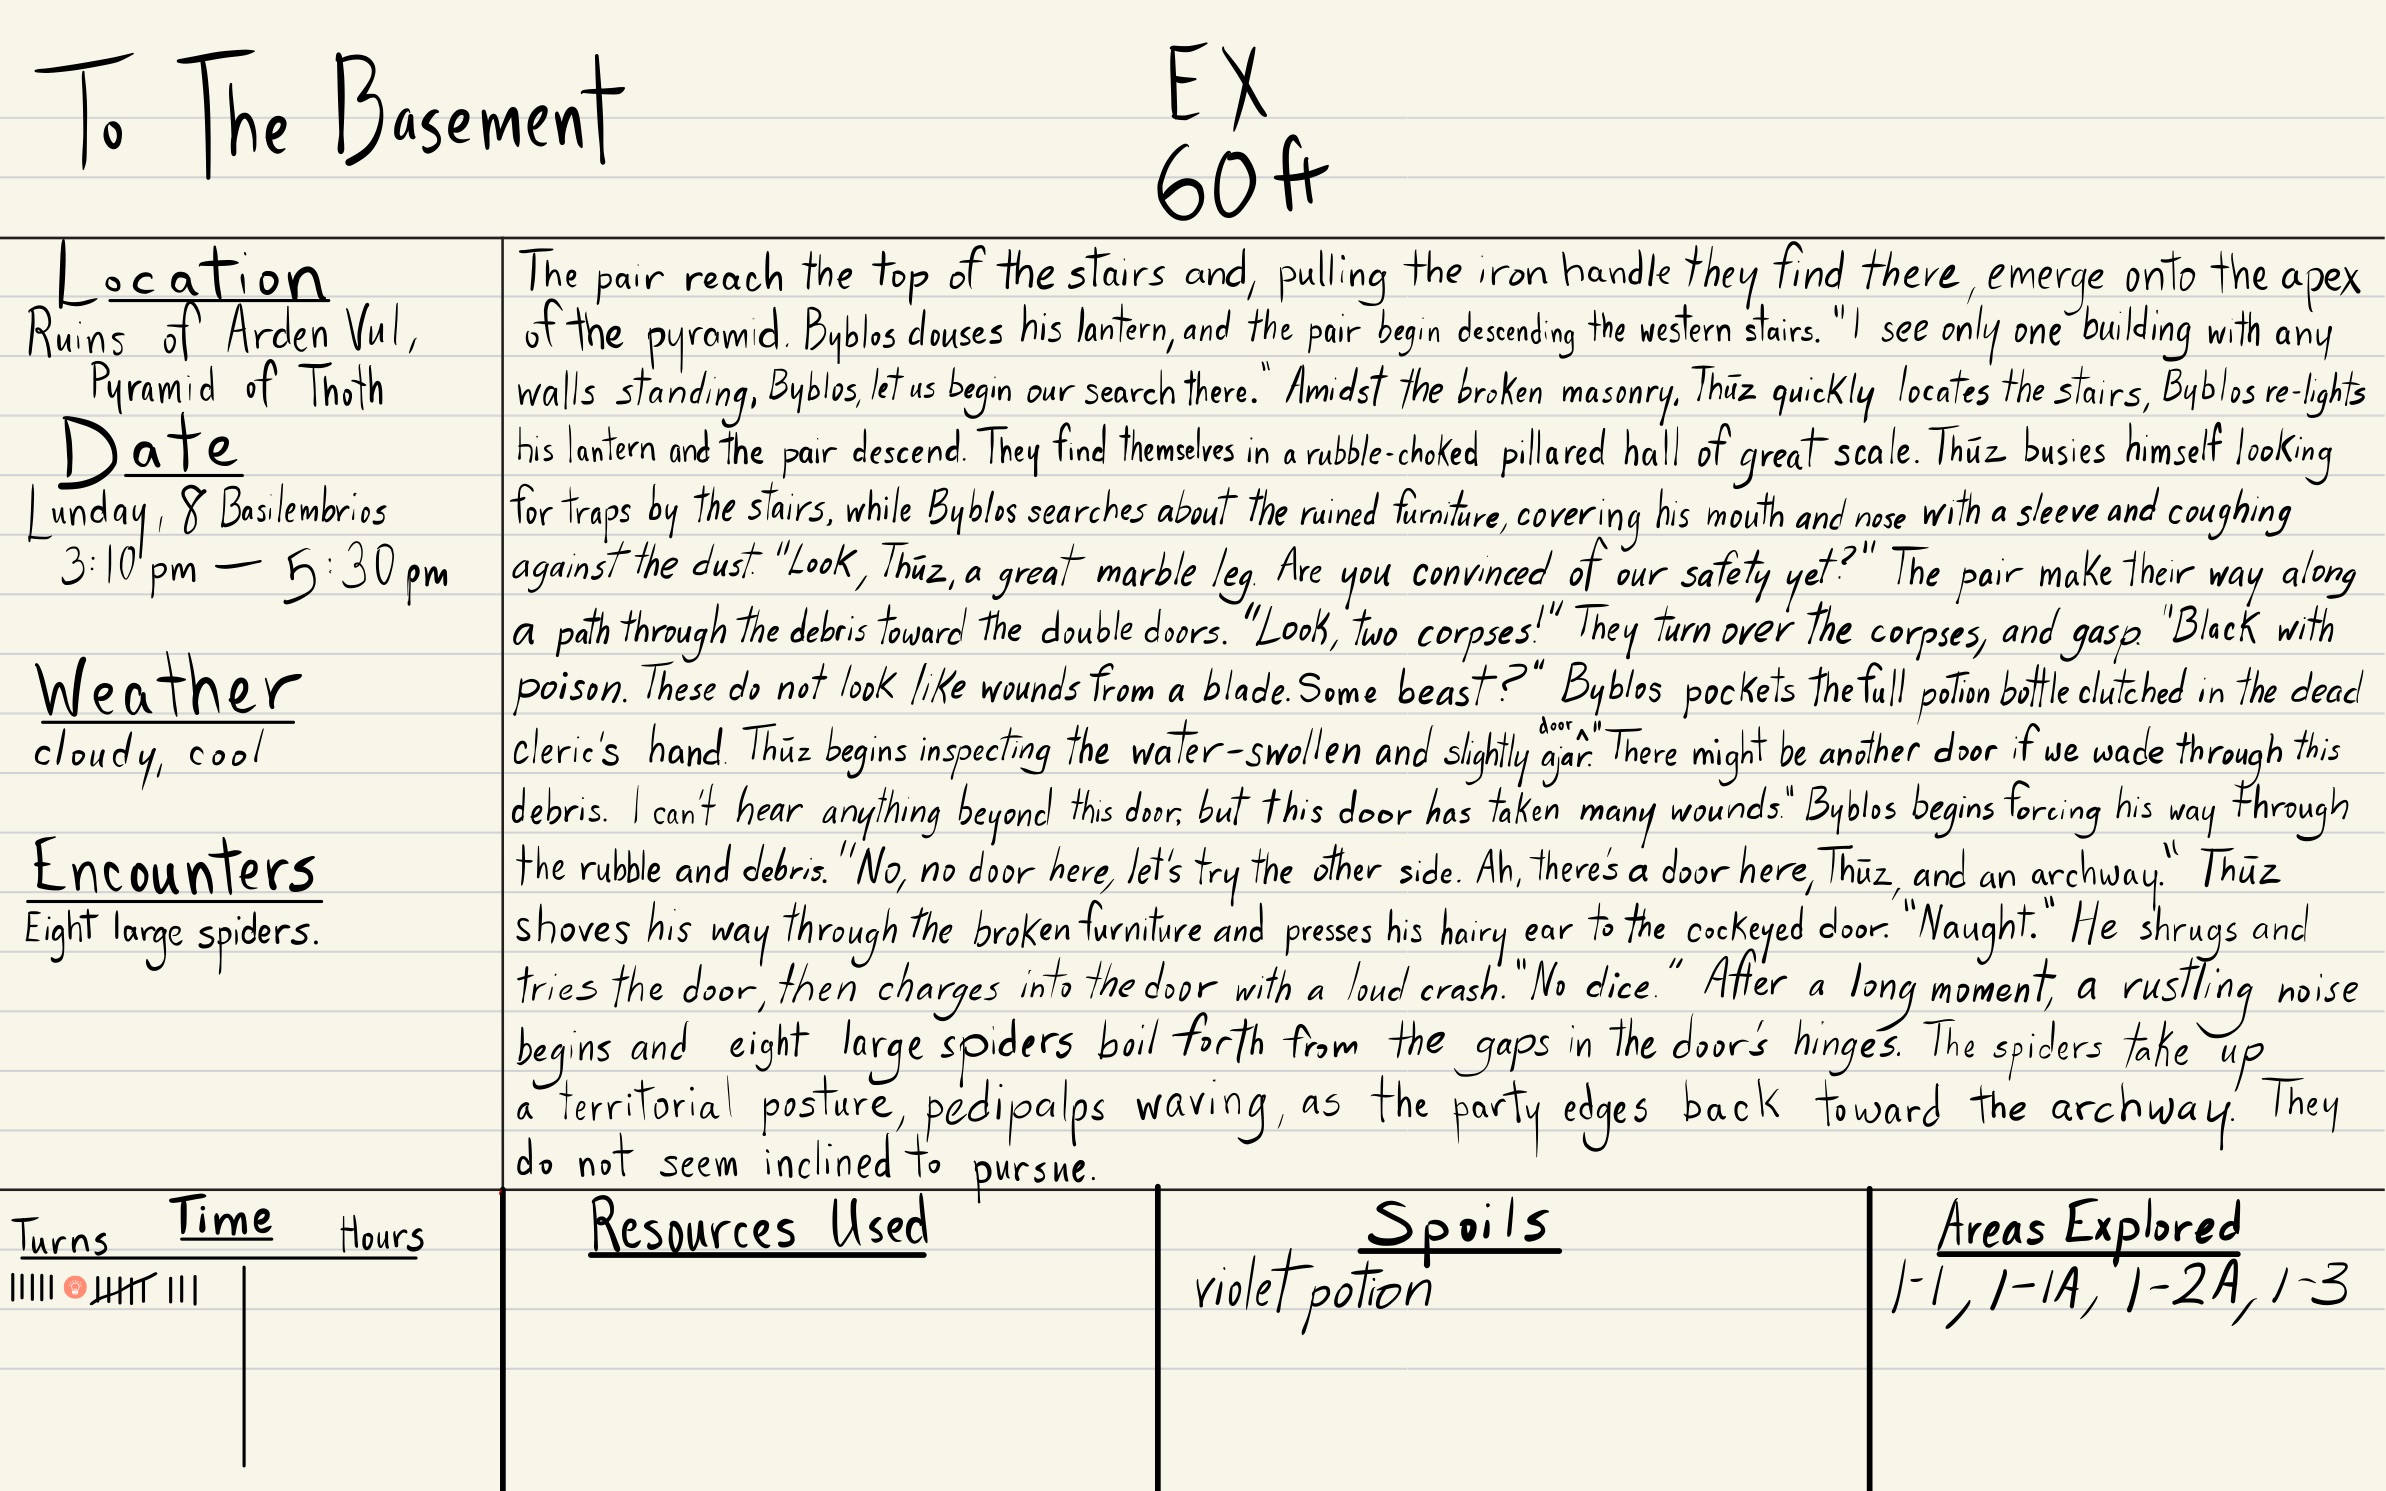 To The Basement
EX
60ft
Location
Ruins of Arden Vul,
Pyramid of Thoth
Date
Lunday, 8 Basilembrios
3:10 pm — 5:30 pm
Weather
cloudy, cool
Encounters
Eight large spiders.
The pair reach the top of the stairs and, pulling the iron handle they find there, emerge onto the apex
of the pyramid. Byblos douses his lantern, and the pair begin descending the western stairs. "I see only one building with any
walls standing, Byblos, let us begin our search there." Amidst the broken masonry, Thūz quickly locates the stairs, Byblos re-lights
his lantern and the pair descend. They find themselves in a rubble-choked pillared hall of great scale. Thūz busies himself looking
for traps by the stairs, while Byblos searches about the ruined furniture, covering his mouth and nose with a sleeve and coughing
against the dust. "Look, Thūz, a great marble leg. Are you convinced of our safety yet?" The pair make their way along
a path through the debris toward the double doors. "Look, two corpses!" They turn over the corpses, and gasp. "Black with
poison. These do not look like wounds from a blade. Some beast?" Byblos pockets the full potion bottle clutched in the dead
cleric's hand. Thūz begins inspecting the water-swollen and slightly ajar door. "There might be another door if we wade through this
debris. I can't hear anything beyond this door, but this door has taken many wounds." Byblos begins forcing his way through
the rubble and debris. "No, no door here, let's try the other side. Ah, there's a door here, Thūz, and an archway." Thūz
shoves his way through the broken furniture and presses his hairy ear to the cockeyed door. "Naught." He shrugs and
tries the door, then charges into the door with a loud crash. "No dice." After a long moment, a rustling noise
begins and eight large spiders boil forth from the gaps in the door's hinges. The spiders take up
a territorial posture, pedipalps waving, as the party edges back toward the archway. They
do not seem inclined to pursue.
Time
Turns Hours
Resources Used
Spoils
violet potion
Areas Explored
1-1, 1-1A, 1-2A, 1-3